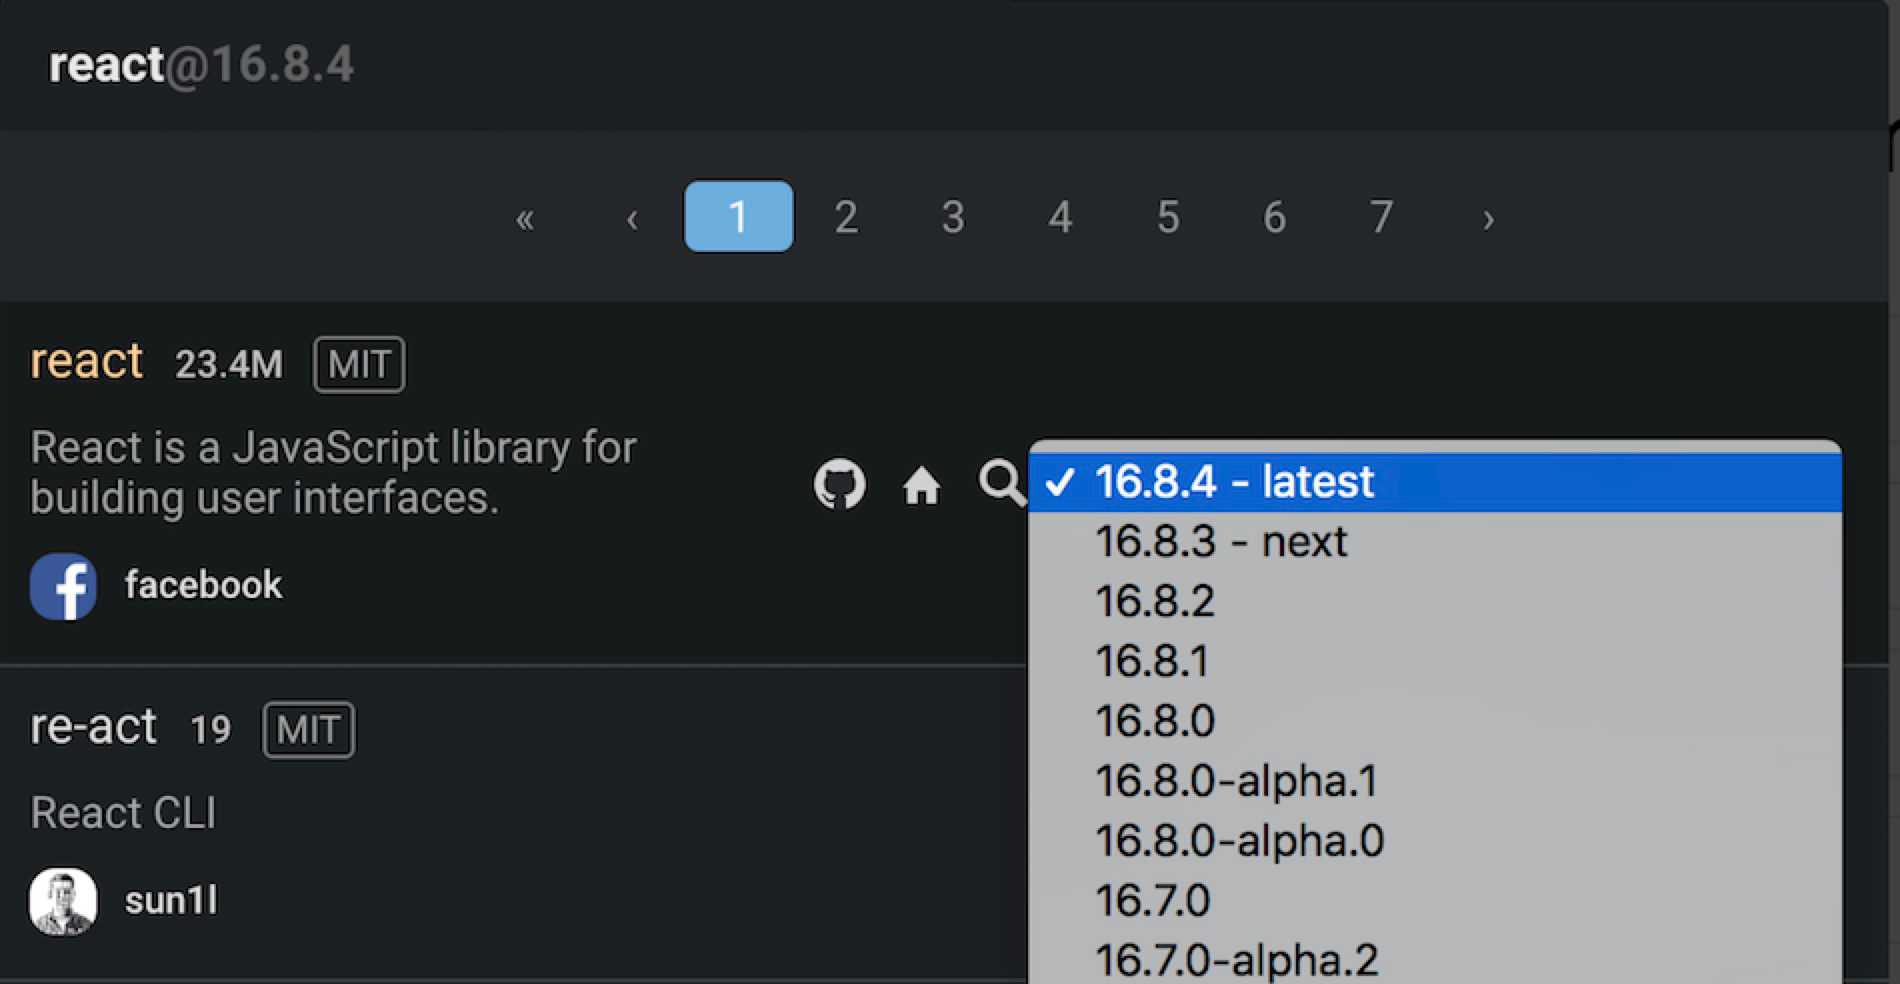 react@16.8.4
« ‹ 1 2 3 4 5 6 7 ›
react 23.4M MIT
React is a JavaScript library for
building user interfaces.
facebook
✓ 16.8.4 - latest
16.8.3 - next
16.8.2
16.8.1
16.8.0
16.8.0-alpha.1
16.8.0-alpha.0
16.7.0
16.7.0-alpha.2
re-act 19 MIT
React CLI
sun1l